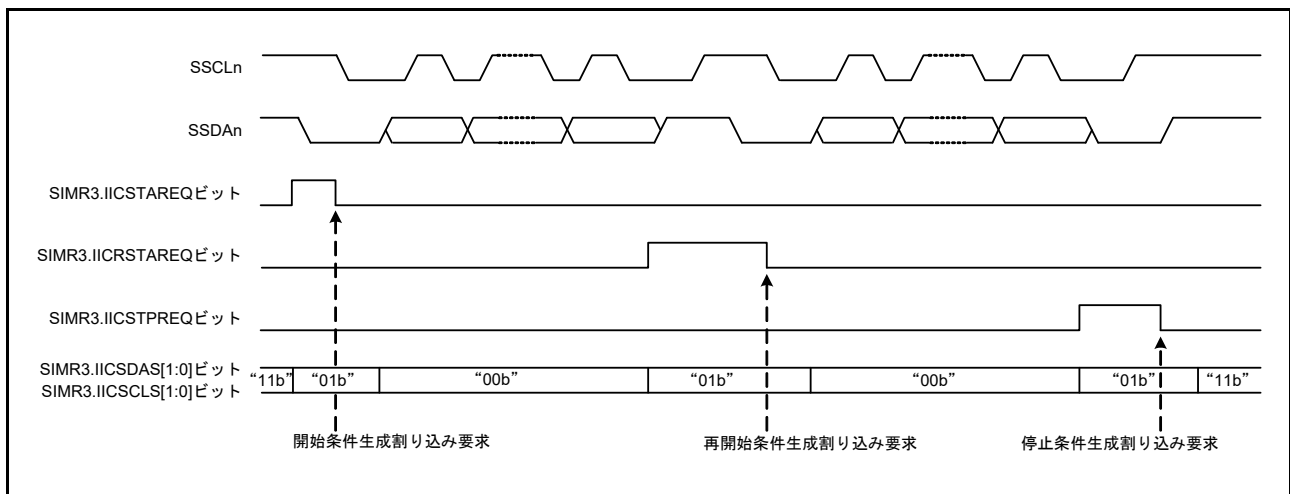 SSCLn
SSDAn
SIMR3.IICSTAREQビット
SIMR3.IICRSTAREQビット
SIMR3.IICSTPREQビット
SIMR3.IICSDAS[1:0]ビット
SIMR3.IICSCLS[1:0]ビット
“11b” “01b” “00b” “01b” “00b” “01b” “11b”
開始条件生成割り込み要求 再開始条件生成割り込み要求 停止条件生成割り込み要求